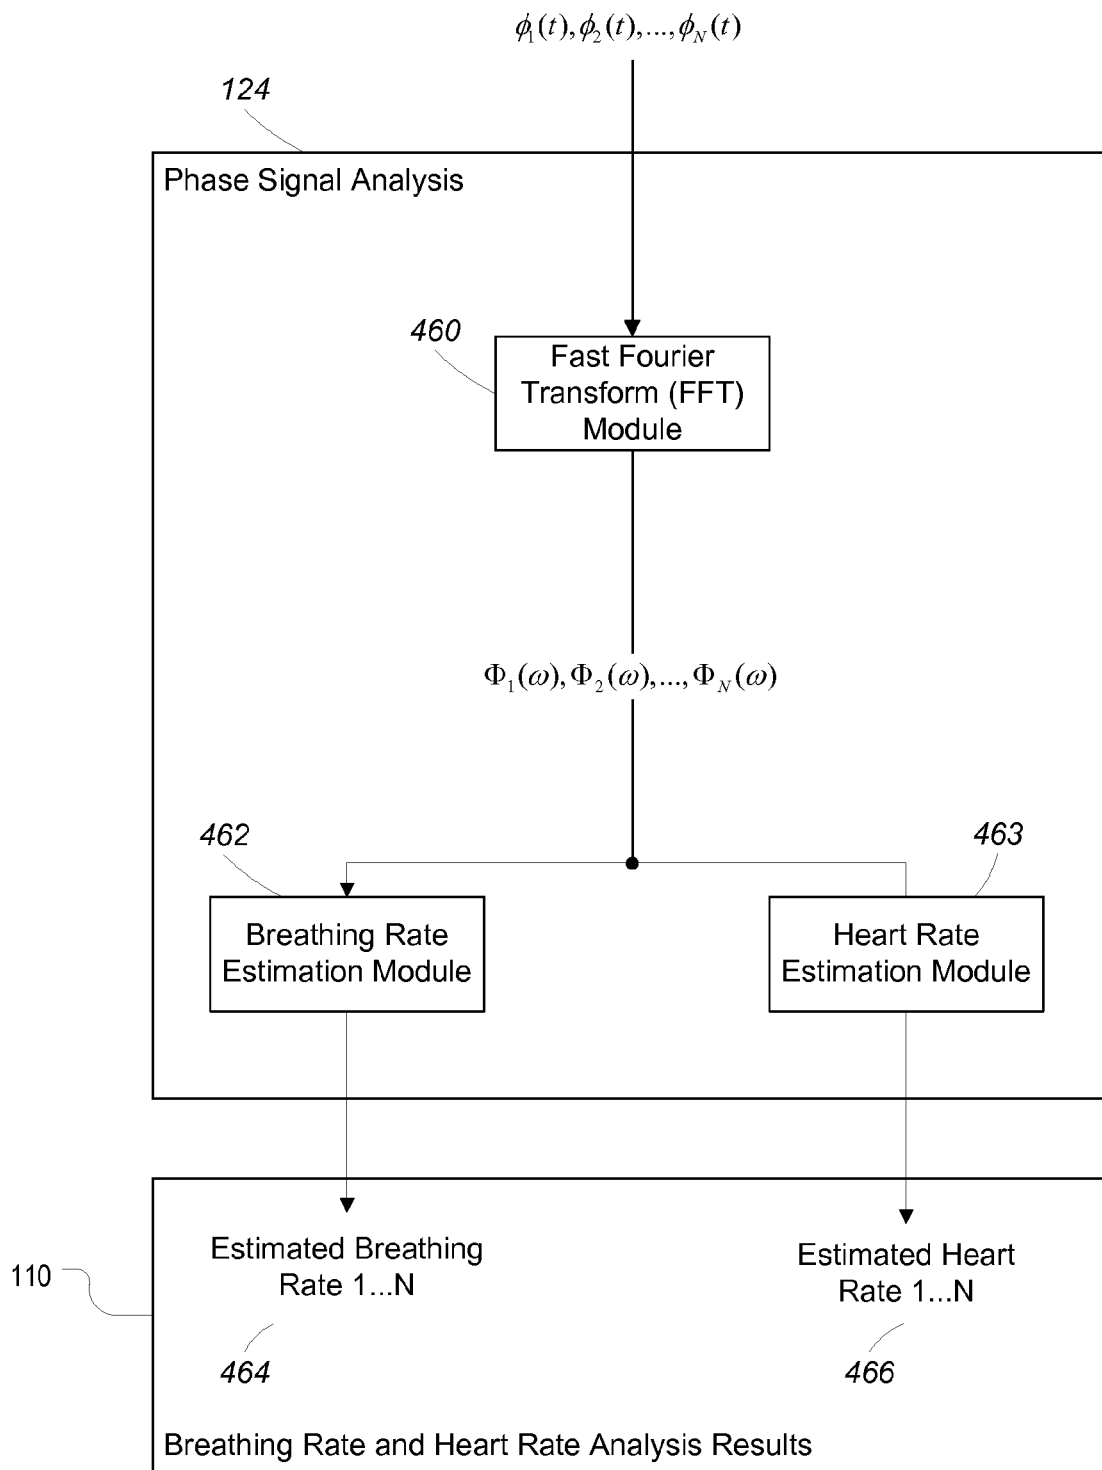 ϕ₁(t), ϕ₂(t),..., ϕ_N(t)
124
Phase Signal Analysis
460
Fast Fourier
Transform (FFT)
Module
Φ₁(ω), Φ₂(ω),..., Φ_N(ω)
462
463
Breathing Rate
Estimation Module
Heart Rate
Estimation Module
Estimated Breathing
Rate 1...N
Estimated Heart
Rate 1...N
110
464
466
Breathing Rate and Heart Rate Analysis Results